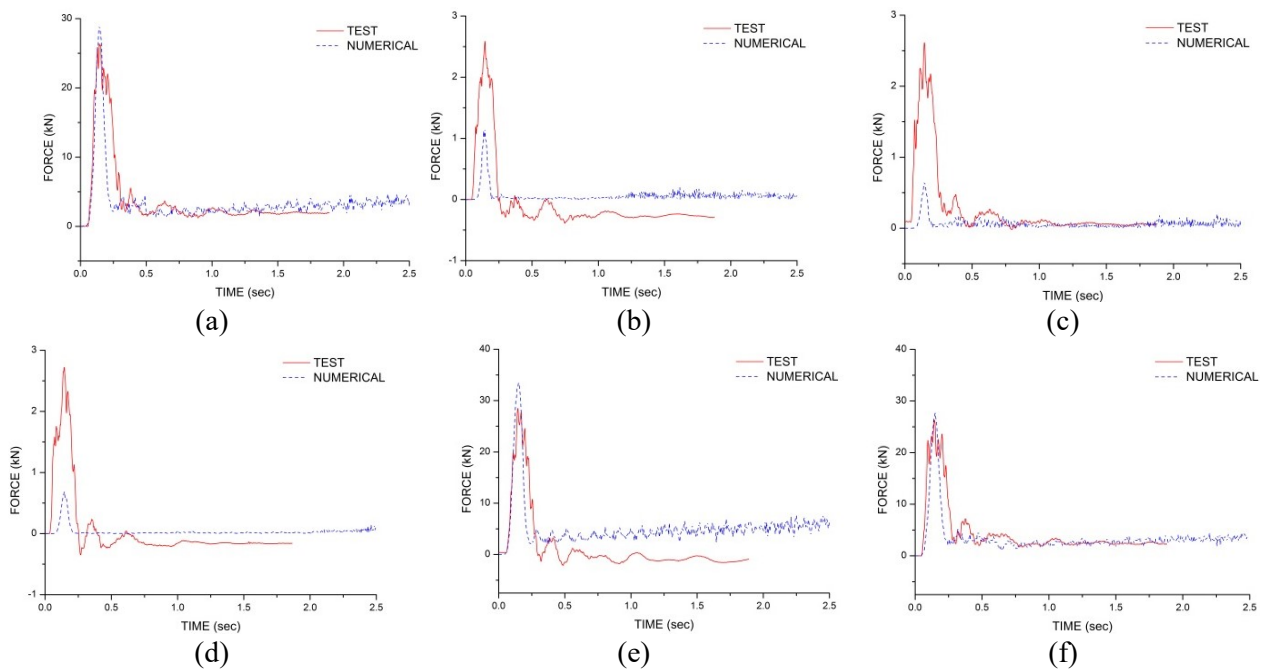 TEST
NUMERICAL
30
20
10
0
FORCE (kN)
0.0 0.5 1.0 1.5 2.0 2.5
TIME (sec)
(a)
TEST
NUMERICAL
3
2
1
0
-1
FORCE (kN)
0.0 0.5 1.0 1.5 2.0 2.5
TIME (sec)
(b)
TEST
NUMERICAL
3
2
1
0
FORCE (kN)
0.0 0.5 1.0 1.5 2.0 2.5
TIME (sec)
(c)
TEST
NUMERICAL
3
2
1
0
-1
FORCE (kN)
0.0 0.5 1.0 1.5 2.0 2.5
TIME (sec)
(d)
TEST
NUMERICAL
40
30
20
10
0
FORCE (kN)
0.0 0.5 1.0 1.5 2.0 2.5
TIME (sec)
(e)
TEST
NUMERICAL
40
30
20
10
0
FORCE (kN)
0.0 0.5 1.0 1.5 2.0 2.5
TIME (sec)
(f)